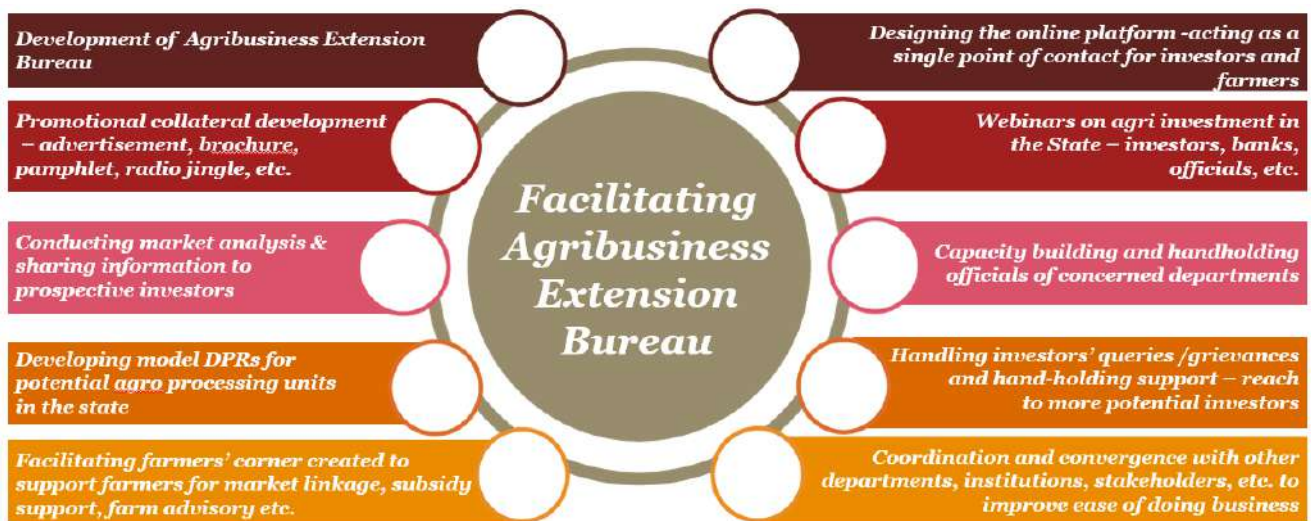 Development of Agribusiness Extension
Bureau
Promotional collateral development
– advertisement, brochure,
pamphlet, radio jingle, etc.
Conducting market analysis &
sharing information to
prospective investors
Developing model DPRs for
potential agro processing units
in the state
Facilitating farmers' corner created to
support farmers for market linkage, subsidy
support, farm advisory etc.
Facilitating
Agribusiness
Extension
Bureau
Designing the online platform -acting as a
single point of contact for investors and
farmers
Webinars on agri investment in
the State – investors, banks,
officials, etc.
Capacity building and handholding
officials of concerned departments
Handling investors' queries /grievances
and hand-holding support – reach
to more potential investors
Coordination and convergence with other
departments, institutions, stakeholders, etc. to
improve ease of doing business